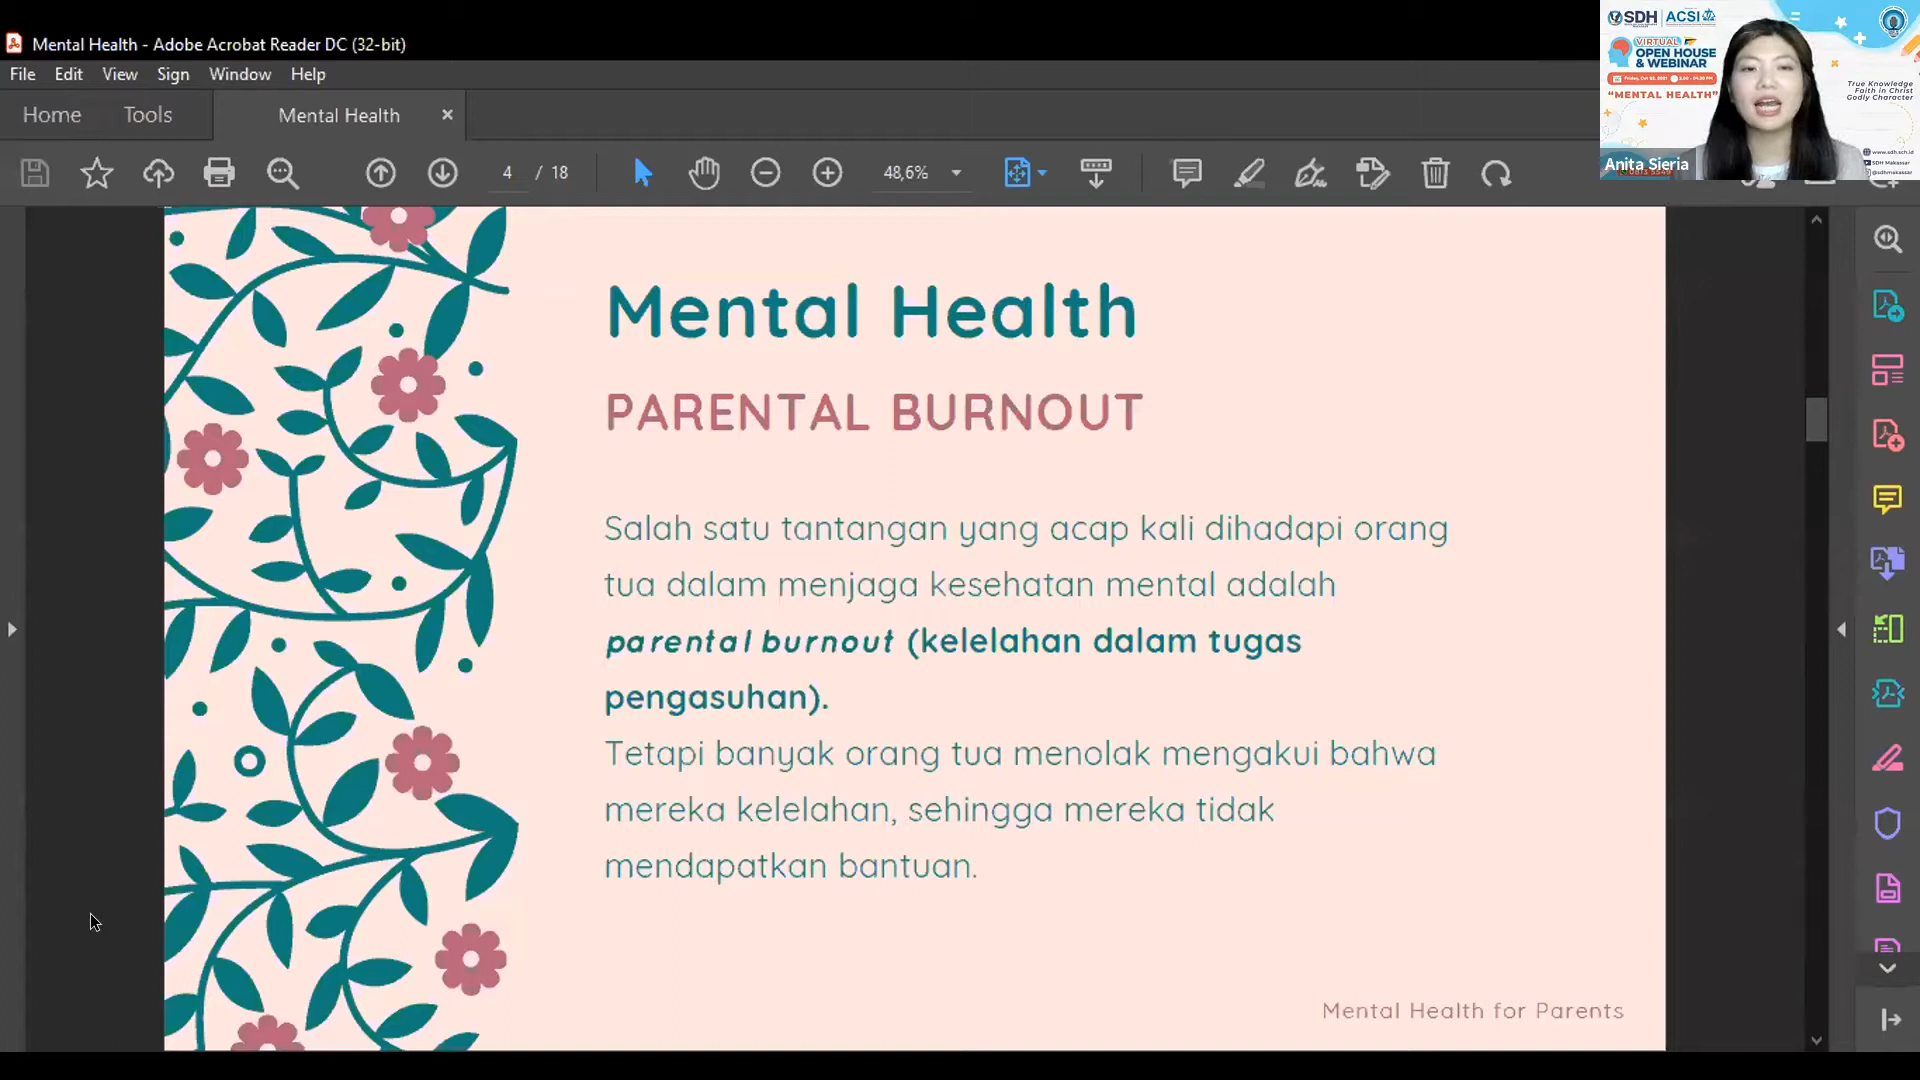 Mental Health - Adobe Acrobat Reader DC (32-bit)
File Edit View Sign Window Help
Home Tools Mental Health
4 / 18 48,6%
SDH ACSI
VIRTUAL
OPEN HOUSE
& WEBINAR
"MENTAL HEALTH"
True Knowledge
Faith in Christ
Godly Character
www.sdh.sch.id
SDH Makassar
@sdhmakassar
Anita Sieria
Mental Health
PARENTAL BURNOUT
Salah satu tantangan yang acap kali dihadapi orang
tua dalam menjaga kesehatan mental adalah
parental burnout (kelelahan dalam tugas
pengasuhan).
Tetapi banyak orang tua menolak mengakui bahwa
mereka kelelahan, sehingga mereka tidak
mendapatkan bantuan.
Mental Health for Parents